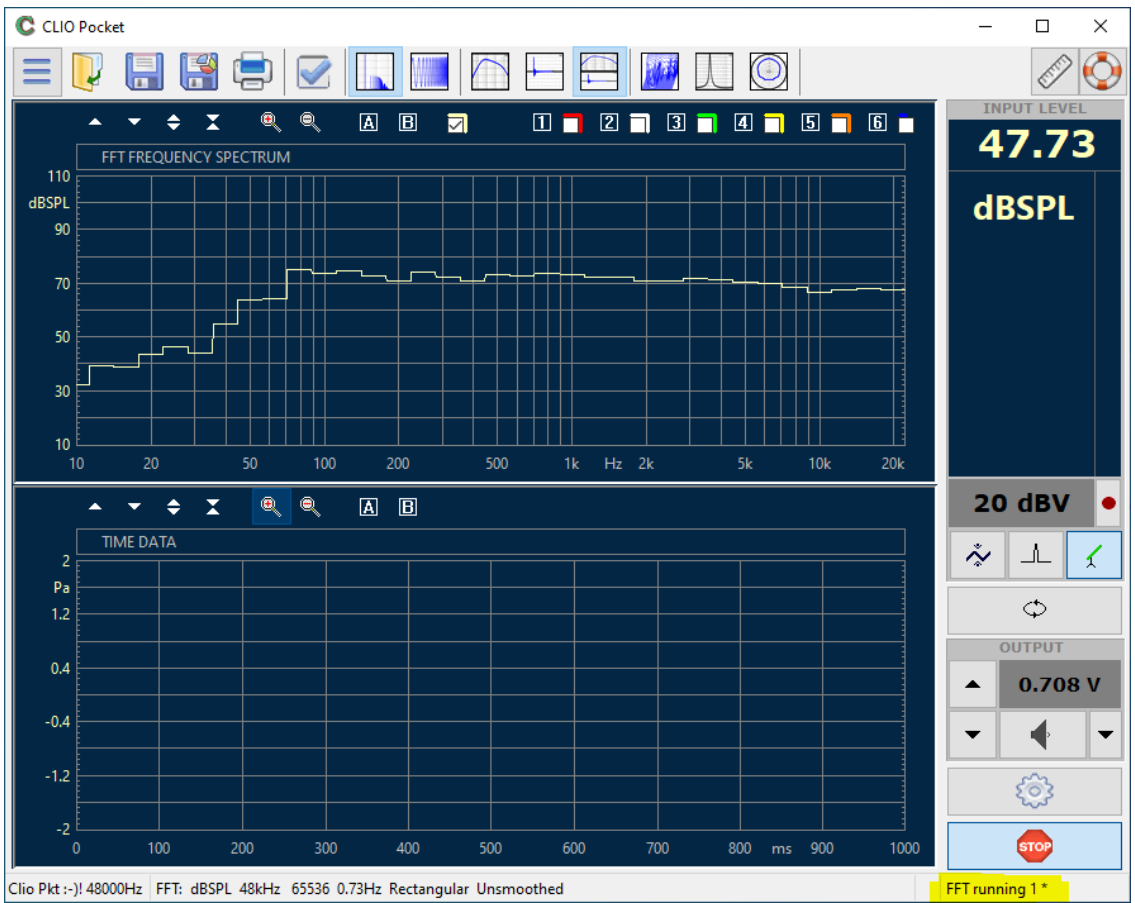 CLIO Pocket
INPUT LEVEL
47.73
dBSPL
A B 1 2 3 4 5 6
FFT FREQUENCY SPECTRUM
110
dBSPL
90
70
50
30
10
10 20 50 100 200 500 1k Hz 2k 5k 10k 20k
20 dBV
A B
TIME DATA
2
Pa
1.2
0.4
-0.4
-1.2
-2
0 100 200 300 400 500 600 700 800 ms 900 1000
OUTPUT
0.708 V
STOP
Clio Pkt :-)! 48000Hz FFT: dBSPL 48kHz 65536 0.73Hz Rectangular Unsmoothed FFT running 1 *